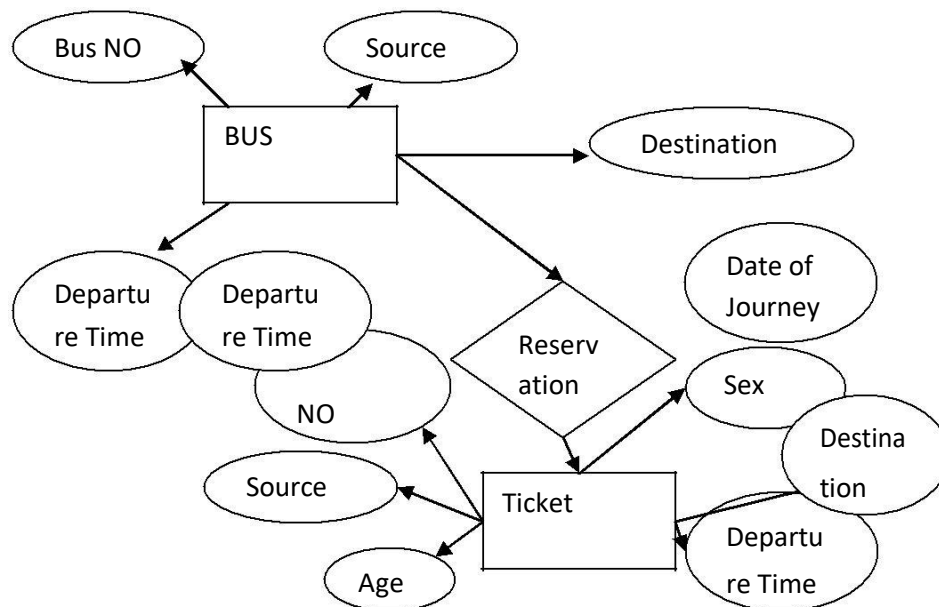 Bus NO
Source
BUS
Destination
Departu
re Time
Departu
re Time
Date of
Journey
Reserv
ation
Sex
NO
Destina
tion
Source
Ticket
Departu
re Time
Age